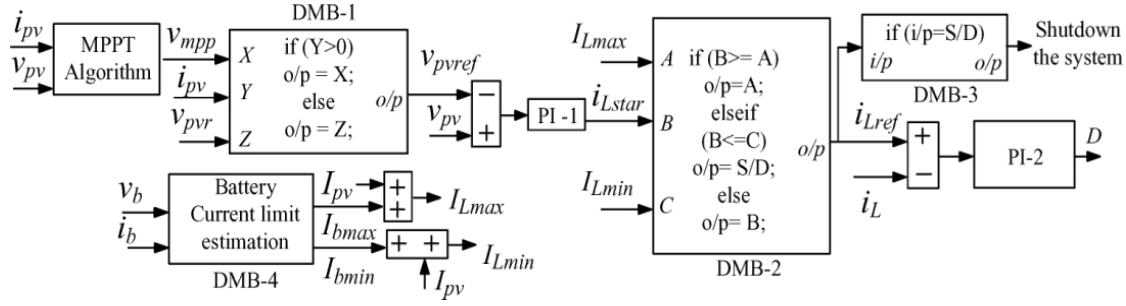 DMB-1
i_pv
v_pv
MPPT
Algorithm
v_mpp
i_pv
v_pvr
X
Y
Z
if (Y>0)
o/p = X;
else
o/p = Z;
o/p
v_pvref
v_pv
−
+
PI -1
i_Lstar
I_Lmax
I_Lmin
A
B
C
if (B>= A)
o/p=A;
elseif
(B<=C)
o/p= S/D;
else
o/p= B;
o/p
DMB-2
if (i/p=S/D)
i/p
o/p
DMB-3
Shutdown
the system
i_Lref
+
−
i_L
PI-2
D
v_b
i_b
Battery
Current limit
estimation
DMB-4
I_pv
I_bmax
I_bmin
+
+
I_Lmax
+ +
I_Lmin
I_pv